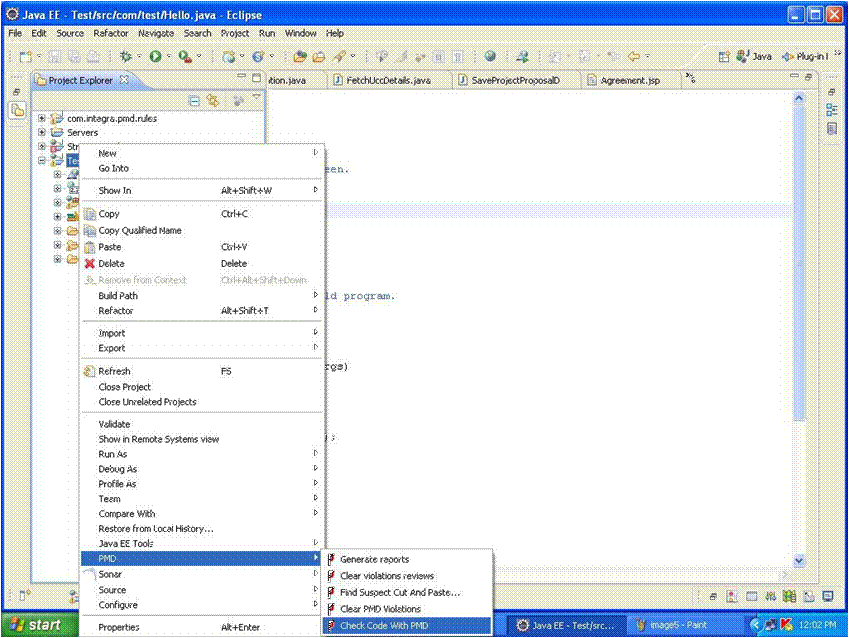 Java EE - Test/src/com/test/Hello.java - Eclipse
File Edit Source Refactor Navigate Search Project Run Window Help
Java Plug-in
Project Explorer
ition.java FetchUccDetails.java SaveProjectProposalD Agreement.jsp
com.integra.pmd.rules
Servers
Str
Te
een.
ld program.
rgs)
);
New
Go Into
Show In Alt+Shift+W
Copy Ctrl+C
Copy Qualified Name
Paste Ctrl+V
Delete Delete
Remove from Context Ctrl+Alt+Shift+Down
Build Path
Refactor Alt+Shift+T
Import
Export
Refresh F5
Close Project
Close Unrelated Projects
Validate
Show in Remote Systems view
Run As
Debug As
Profile As
Team
Compare With
Restore from Local History...
Java EE Tools
PMD
Sonar
Source
Configure
Properties Alt+Enter
Generate reports
Clear violations reviews
Find Suspect Cut And Paste...
Clear PMD Violations
Check Code With PMD
start
Java EE - Test/src...
image5 - Paint
12:02 PM